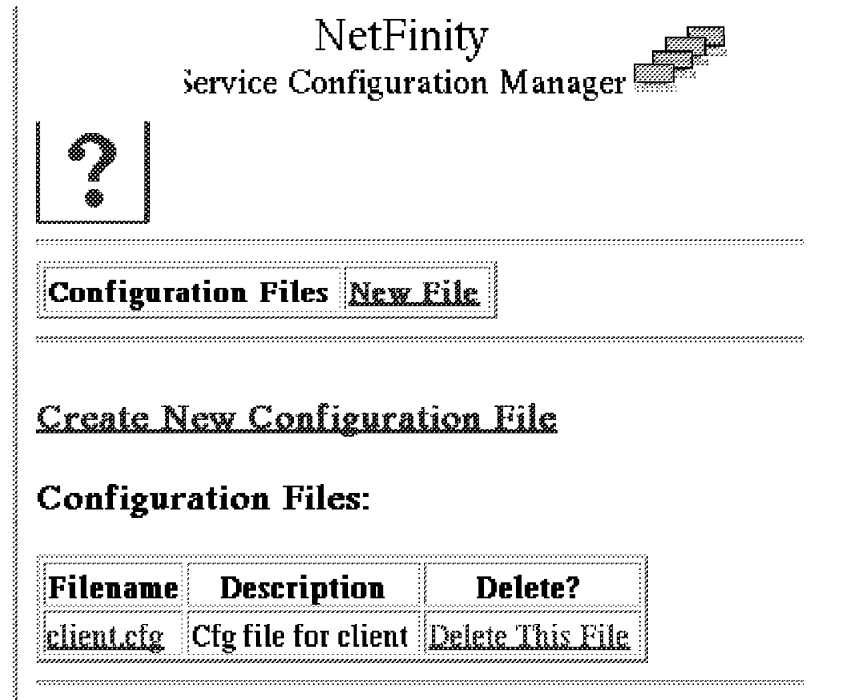 NetFinity
Service Configuration Manager
?
Configuration Files New File
Create New Configuration File
Configuration Files:
Filename Description Delete?
client.cfg Cfg file for client Delete This File